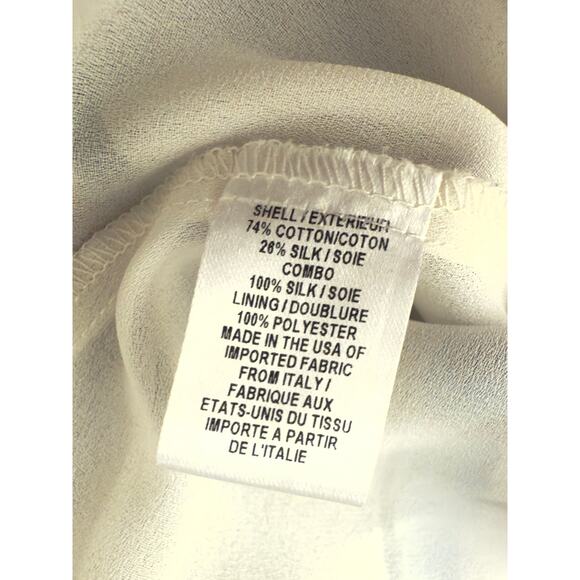 SHELL / EXTERIEUR
74% COTTON/COTON
26% SILK / SOIE
COMBO
100% SILK / SOIE
LINING / DOUBLURE
100% POLYESTER
MADE IN THE USA OF
IMPORTED FABRIC
FROM ITALY /
FABRIQUE AUX
ETATS-UNIS DU TISSU
IMPORTE A PARTIR
DE L'ITALIE